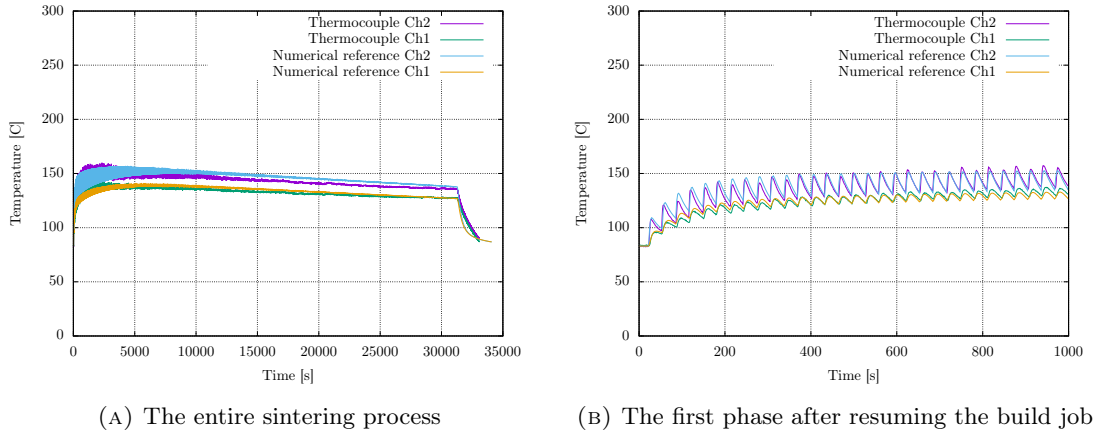 300
250
200
150
100
50
0
Temperature [C]
Thermocouple Ch2
Thermocouple Ch1
Numerical reference Ch2
Numerical reference Ch1
0 5000 10000 15000 20000 25000 30000 35000
Time [s]
(A) The entire sintering process
300
250
200
150
100
50
0
Temperature [C]
Thermocouple Ch2
Thermocouple Ch1
Numerical reference Ch2
Numerical reference Ch1
0 200 400 600 800 1000
Time [s]
(B) The first phase after resuming the build job